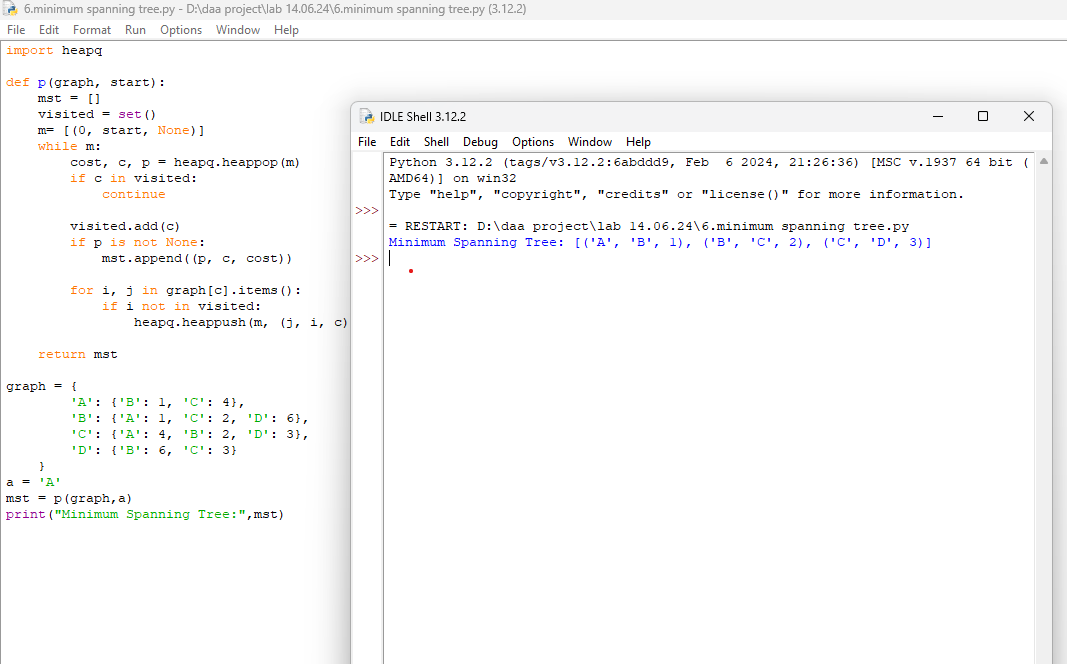 6.minimum spanning tree.py - D:\daa project\lab 14.06.24\6.minimum spanning tree.py (3.12.2)
File Edit Format Run Options Window Help
import heapq

def p(graph, start):
    mst = []
    visited = set()
    m= [(0, start, None)]
    while m:
        cost, c, p = heapq.heappop(m)
        if c in visited:
            continue

        visited.add(c)
        if p is not None:
            mst.append((p, c, cost))

        for i, j in graph[c].items():
            if i not in visited:
                heapq.heappush(m, (j, i, c)

    return mst

graph = {
        'A': {'B': 1, 'C': 4},
        'B': {'A': 1, 'C': 2, 'D': 6},
        'C': {'A': 4, 'B': 2, 'D': 3},
        'D': {'B': 6, 'C': 3}
    }
a = 'A'
mst = p(graph,a)
print("Minimum Spanning Tree:",mst)
IDLE Shell 3.12.2
File Edit Shell Debug Options Window Help
Python 3.12.2 (tags/v3.12.2:6abddd9, Feb  6 2024, 21:26:36) [MSC v.1937 64 bit (
AMD64)] on win32
Type "help", "copyright", "credits" or "license()" for more information.
>>>
= RESTART: D:\daa project\lab 14.06.24\6.minimum spanning tree.py
Minimum Spanning Tree: [('A', 'B', 1), ('B', 'C', 2), ('C', 'D', 3)]
>>>